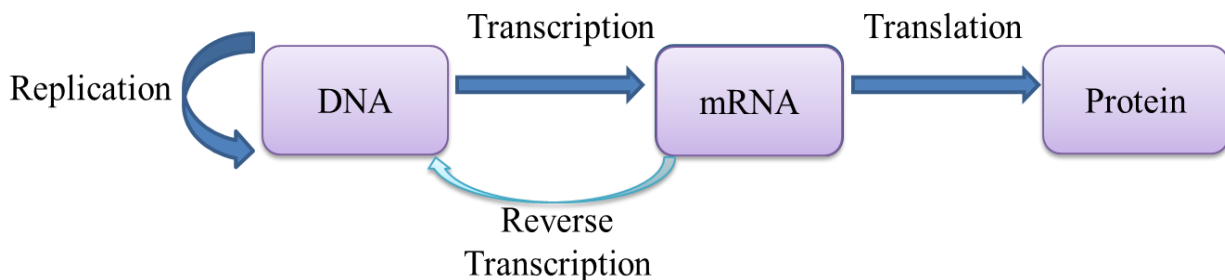 Transcription
Translation
Replication
DNA
mRNA
Protein
Reverse
Transcription